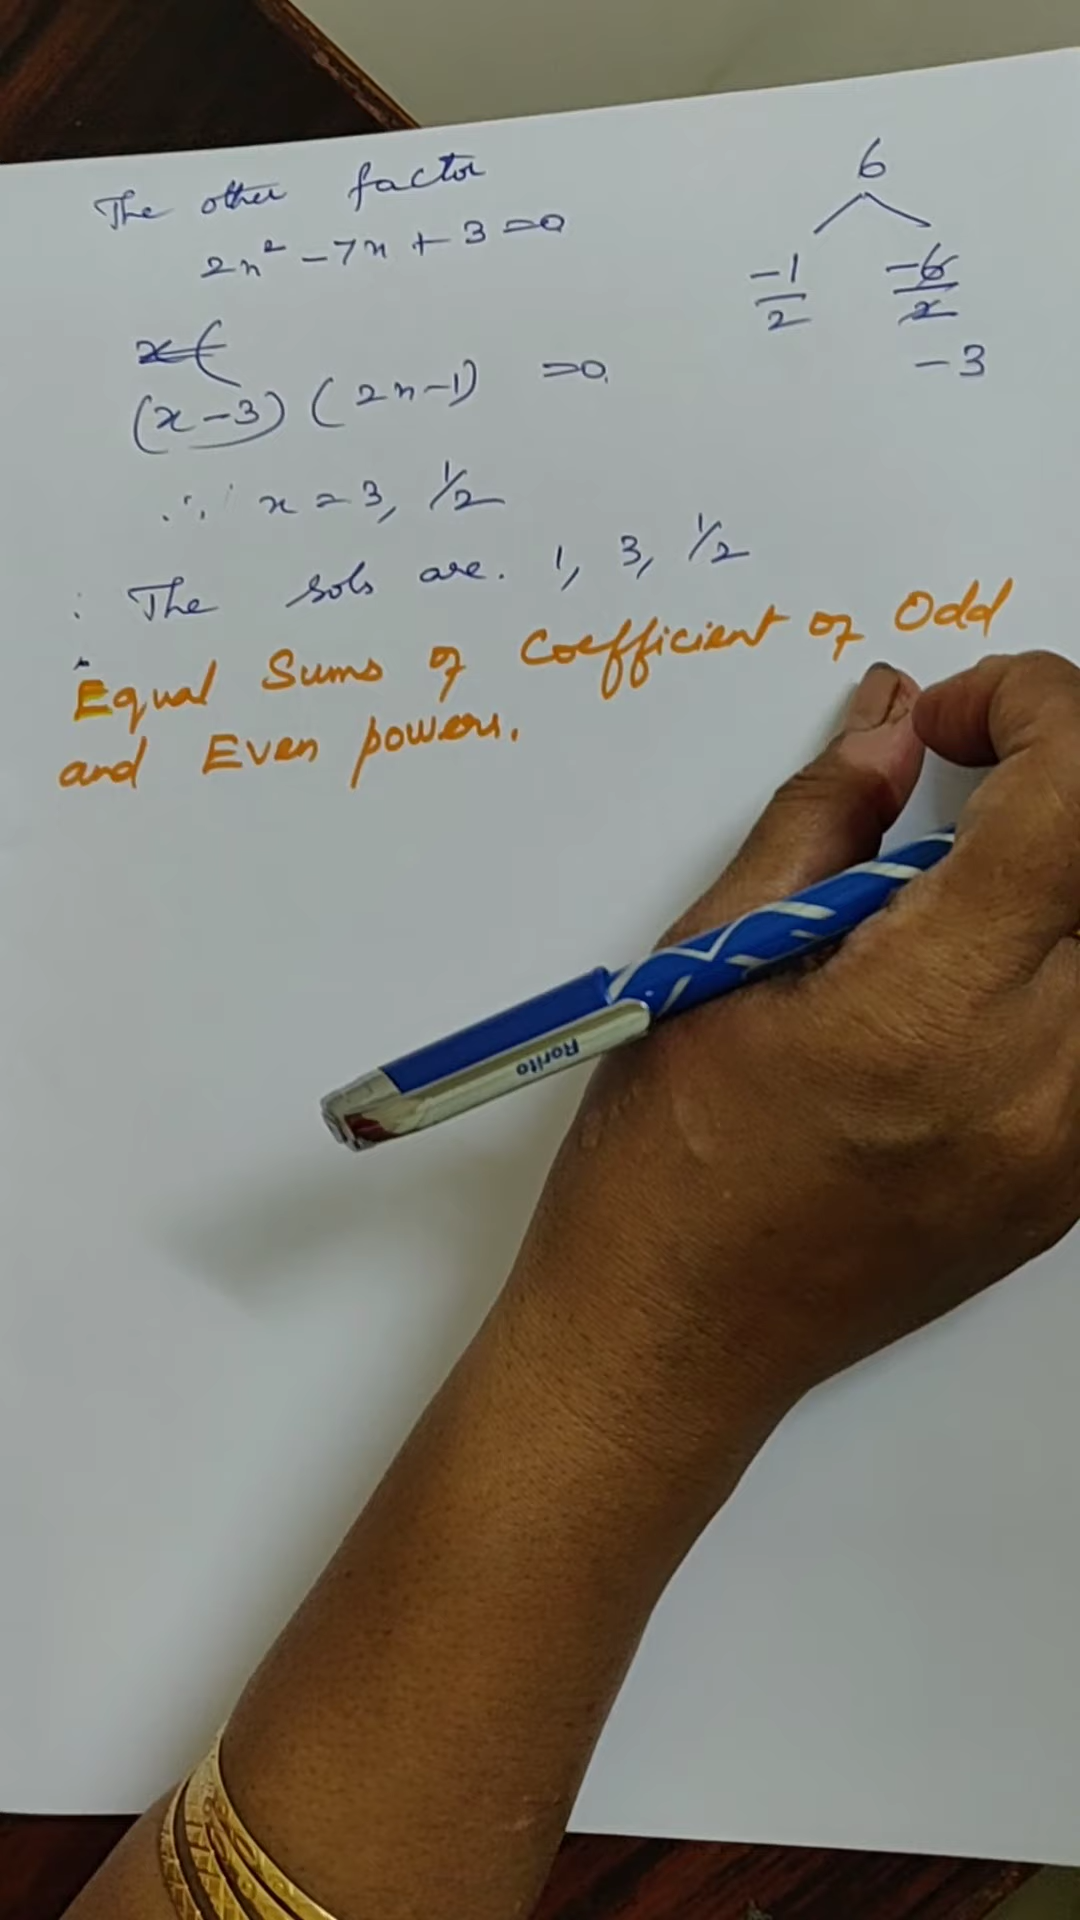 The other factor
2x² - 7x + 3 = 0
6
-1/2 -6/2
-3
x(
(x-3) (2x-1) = 0.
∴ x = 3, 1/2
∴ The sols are. 1, 3, 1/2
Equal Sums of Coefficient of Odd
and Even powers.
Rorito